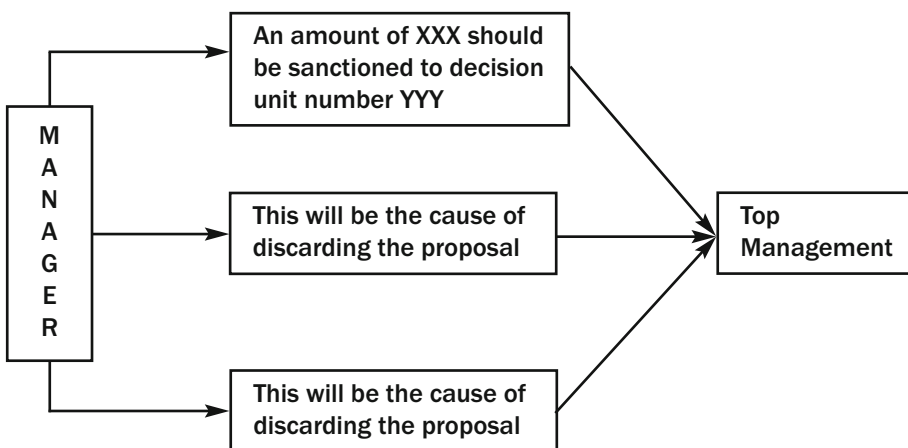 An amount of XXX should
be sanctioned to decision
unit number YYY
M
A
N
A
G
E
R
This will be the cause of
discarding the proposal
Top
Management
This will be the cause of
discarding the proposal